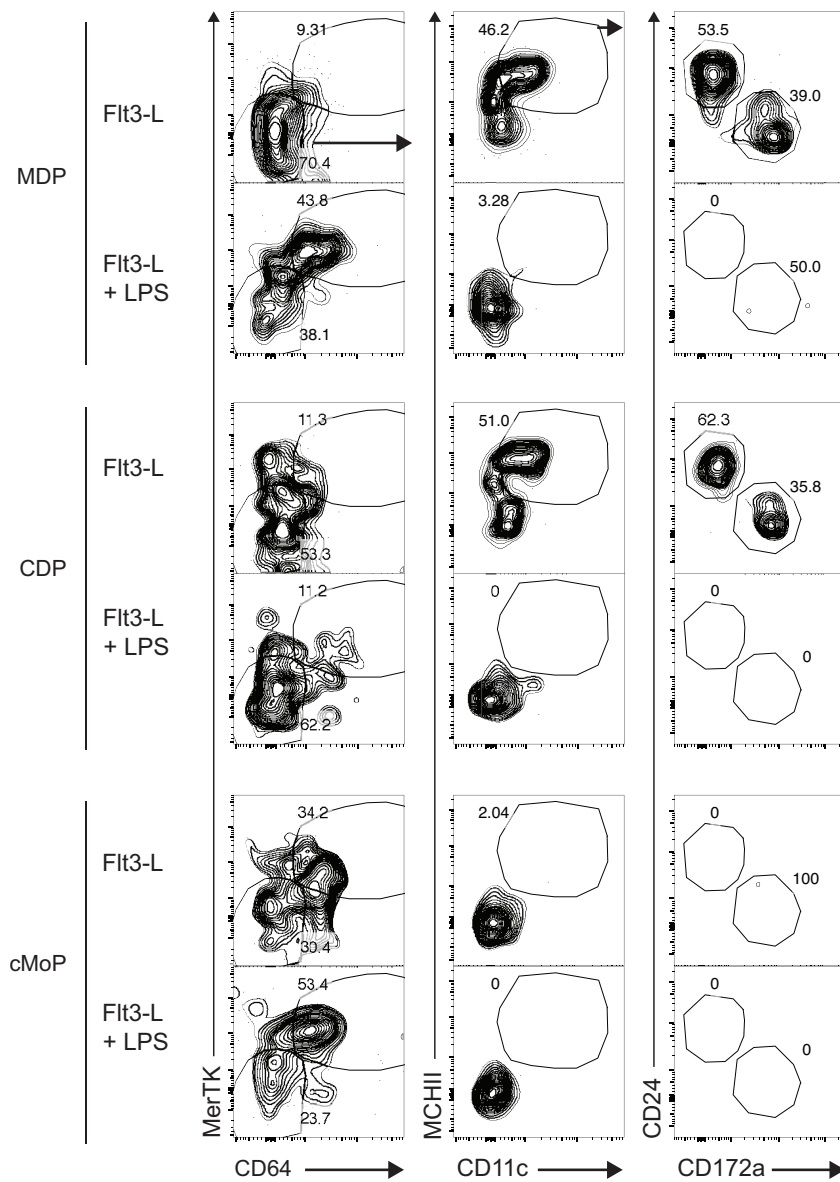 9.31
46.2
53.5
Flt3-L
39.0
70.4
MDP
43.8
3.28
0
Flt3-L
+ LPS
50.0
38.1
11.3
51.0
62.3
Flt3-L
35.8
53.3
CDP
11.2
0
0
Flt3-L
+ LPS
0
62.2
34.2
2.04
0
Flt3-L
100
30.4
cMoP
53.4
0
0
Flt3-L
+ LPS
0
23.7
MerTK
MCHII
CD24
CD64
CD11c
CD172a